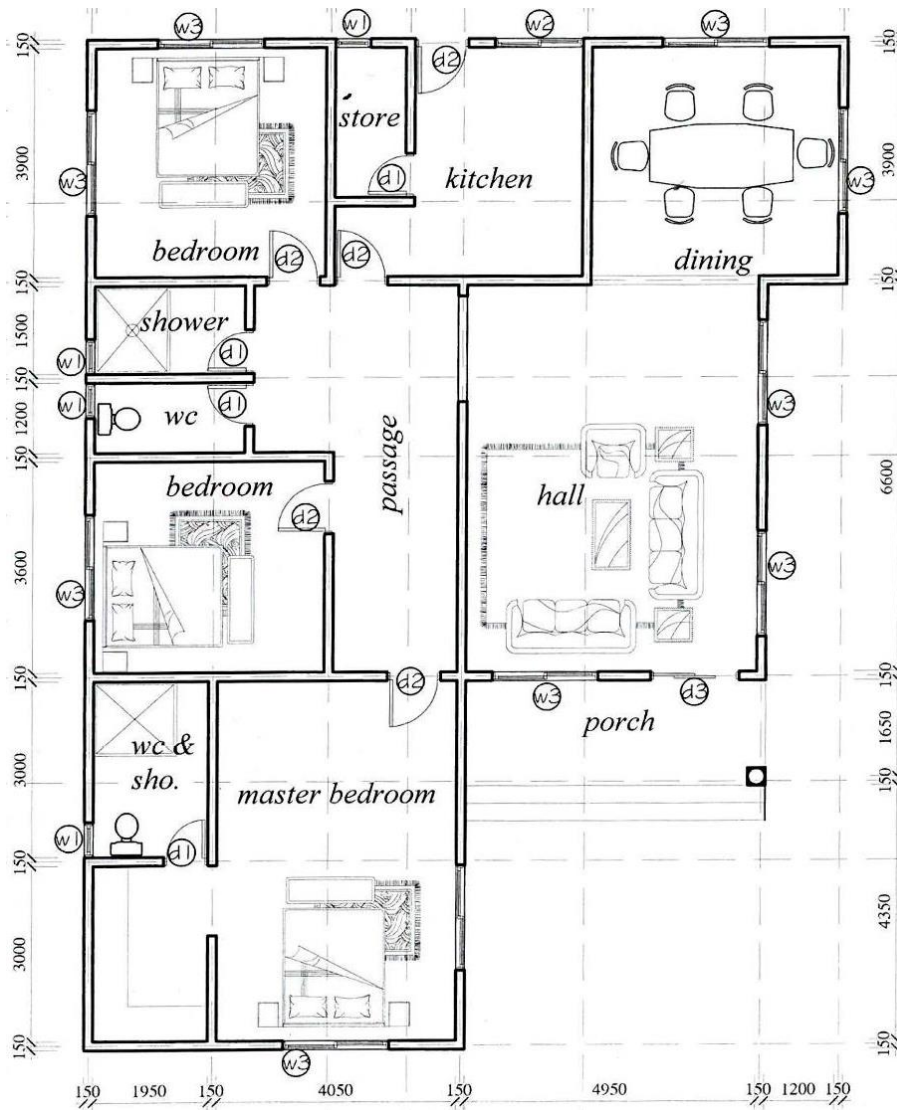 w3
w1
w2
w3
150
150
d2
store
3900
3900
w3
d1
kitchen
w3
bedroom
d2
d2
dining
150
150
shower
1500
w1
d1
150
w1
wc
d1
w3
1200
passage
150
bedroom
6600
hall
d2
3600
w3
w3
150
d2
w3
d3
150
porch
1650
wc &
sho.
3000
master bedroom
150
w1
d1
150
4350
3000
150
w3
150
150 1950 150 4050 150 4950 150 1200 150